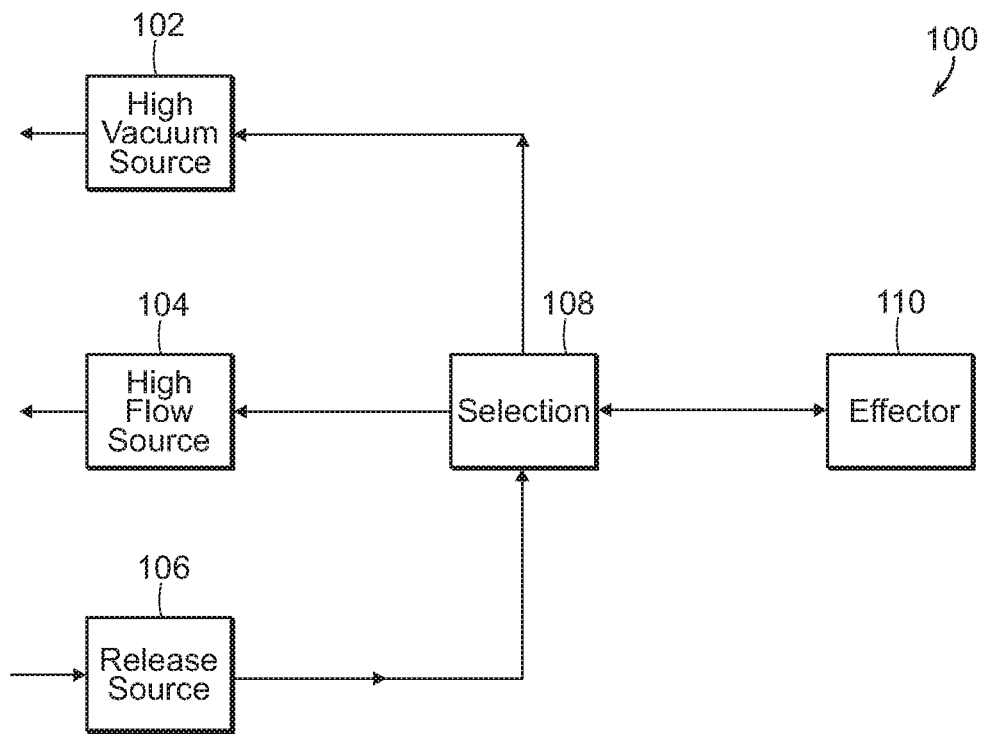 102
100
High
Vacuum
Source
104
108
110
High
Flow
Source
Selection
Effector
106
Release
Source